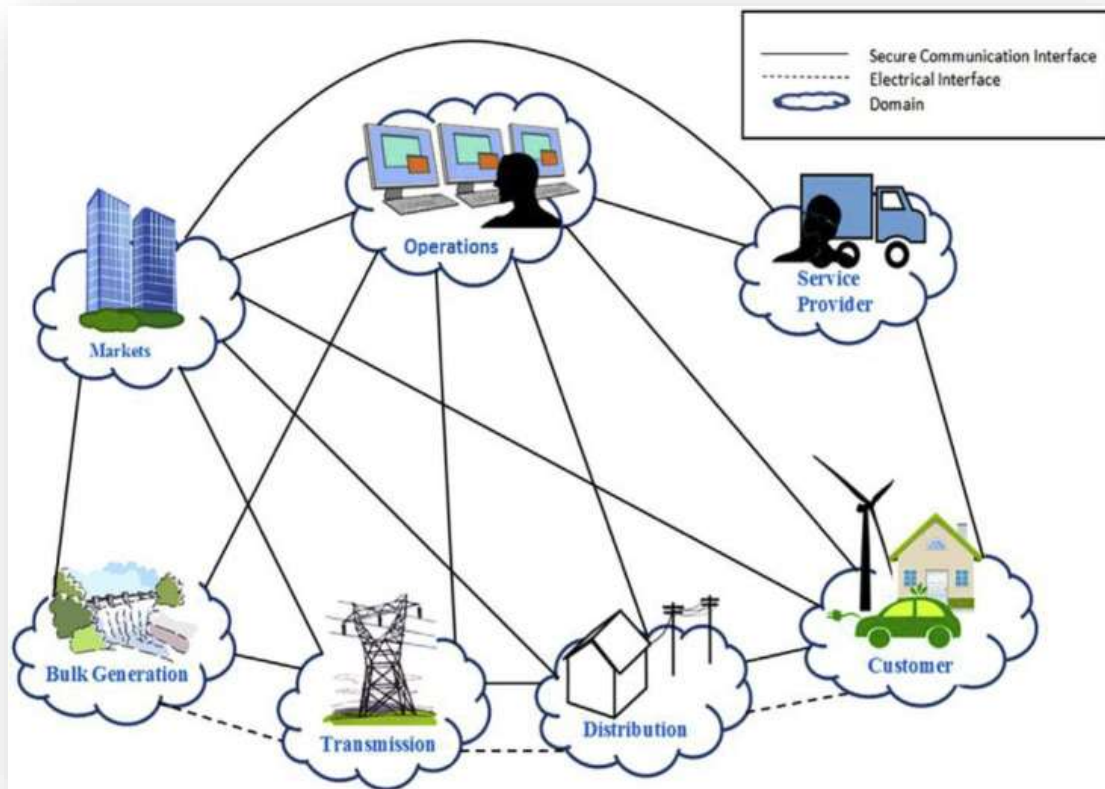 Secure Communication Interface
Electrical Interface
Domain
Operations
Service
Provider
Markets
Bulk Generation
Transmission
Distribution
Customer